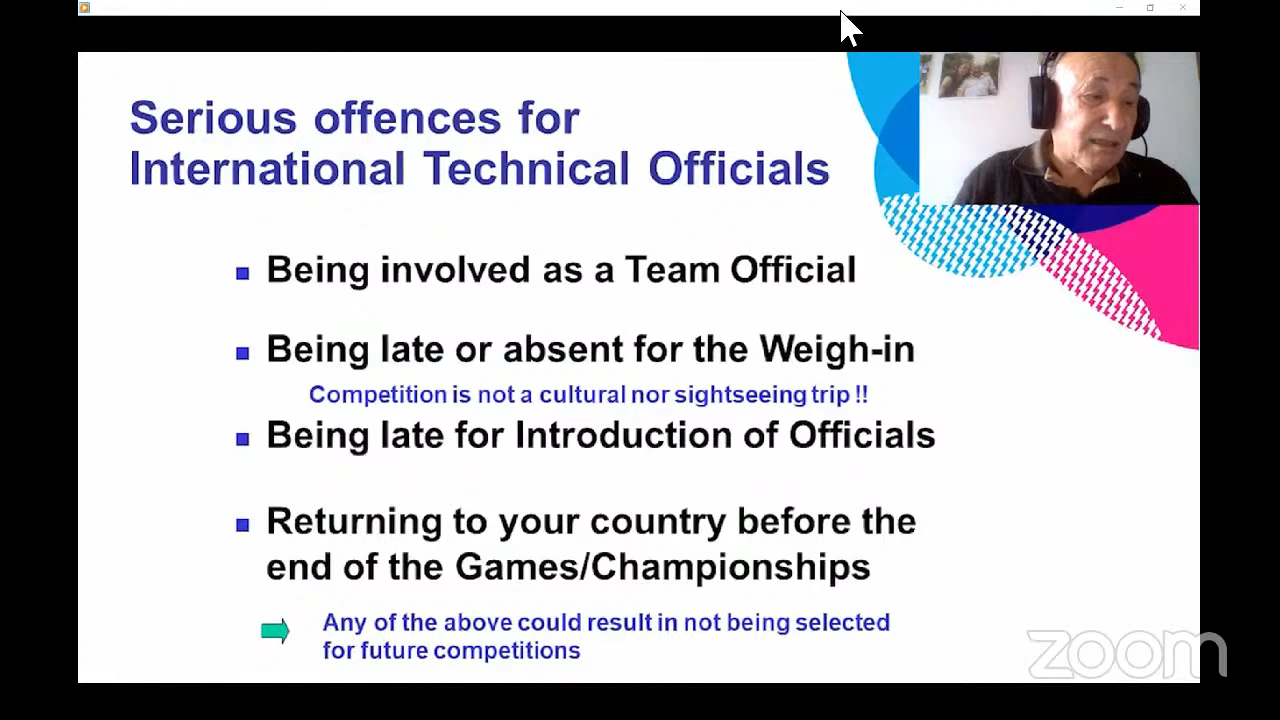 Serious offences for
International Technical Officials
Being involved as a Team Official
Being late or absent for the Weigh-in
Competition is not a cultural nor sightseeing trip !!
Being late for Introduction of Officials
Returning to your country before the
end of the Games/Championships
Any of the above could result in not being selected
for future competitions
zoom